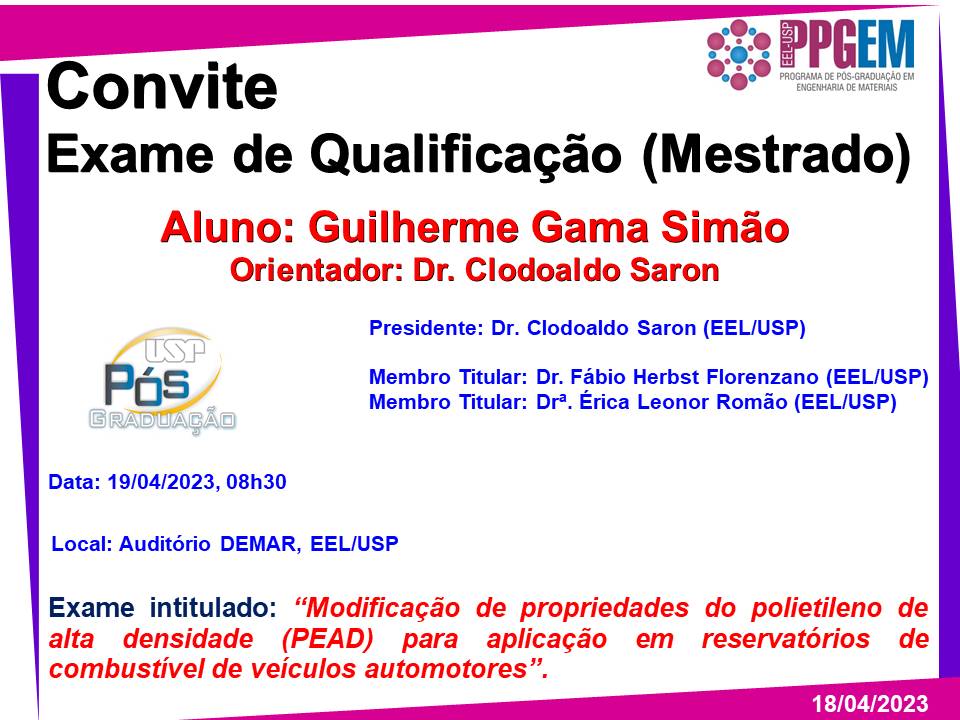 EEL-USP
PPGEM
PROGRAMA DE PÓS-GRADUAÇÃO EM
ENGENHARIA DE MATERIAIS
Convite
Exame de Qualificação (Mestrado)
Aluno: Guilherme Gama Simão
Orientador: Dr. Clodoaldo Saron
USP
PÓS
GRADUAÇÃO
Presidente: Dr. Clodoaldo Saron (EEL/USP)
Membro Titular: Dr. Fábio Herbst Florenzano (EEL/USP)
Membro Titular: Drª. Érica Leonor Romão (EEL/USP)
Data: 19/04/2023, 08h30
Local: Auditório DEMAR, EEL/USP
Exame intitulado: “Modificação de propriedades do polietileno de
alta densidade (PEAD) para aplicação em reservatórios de
combustível de veículos automotores”.
18/04/2023